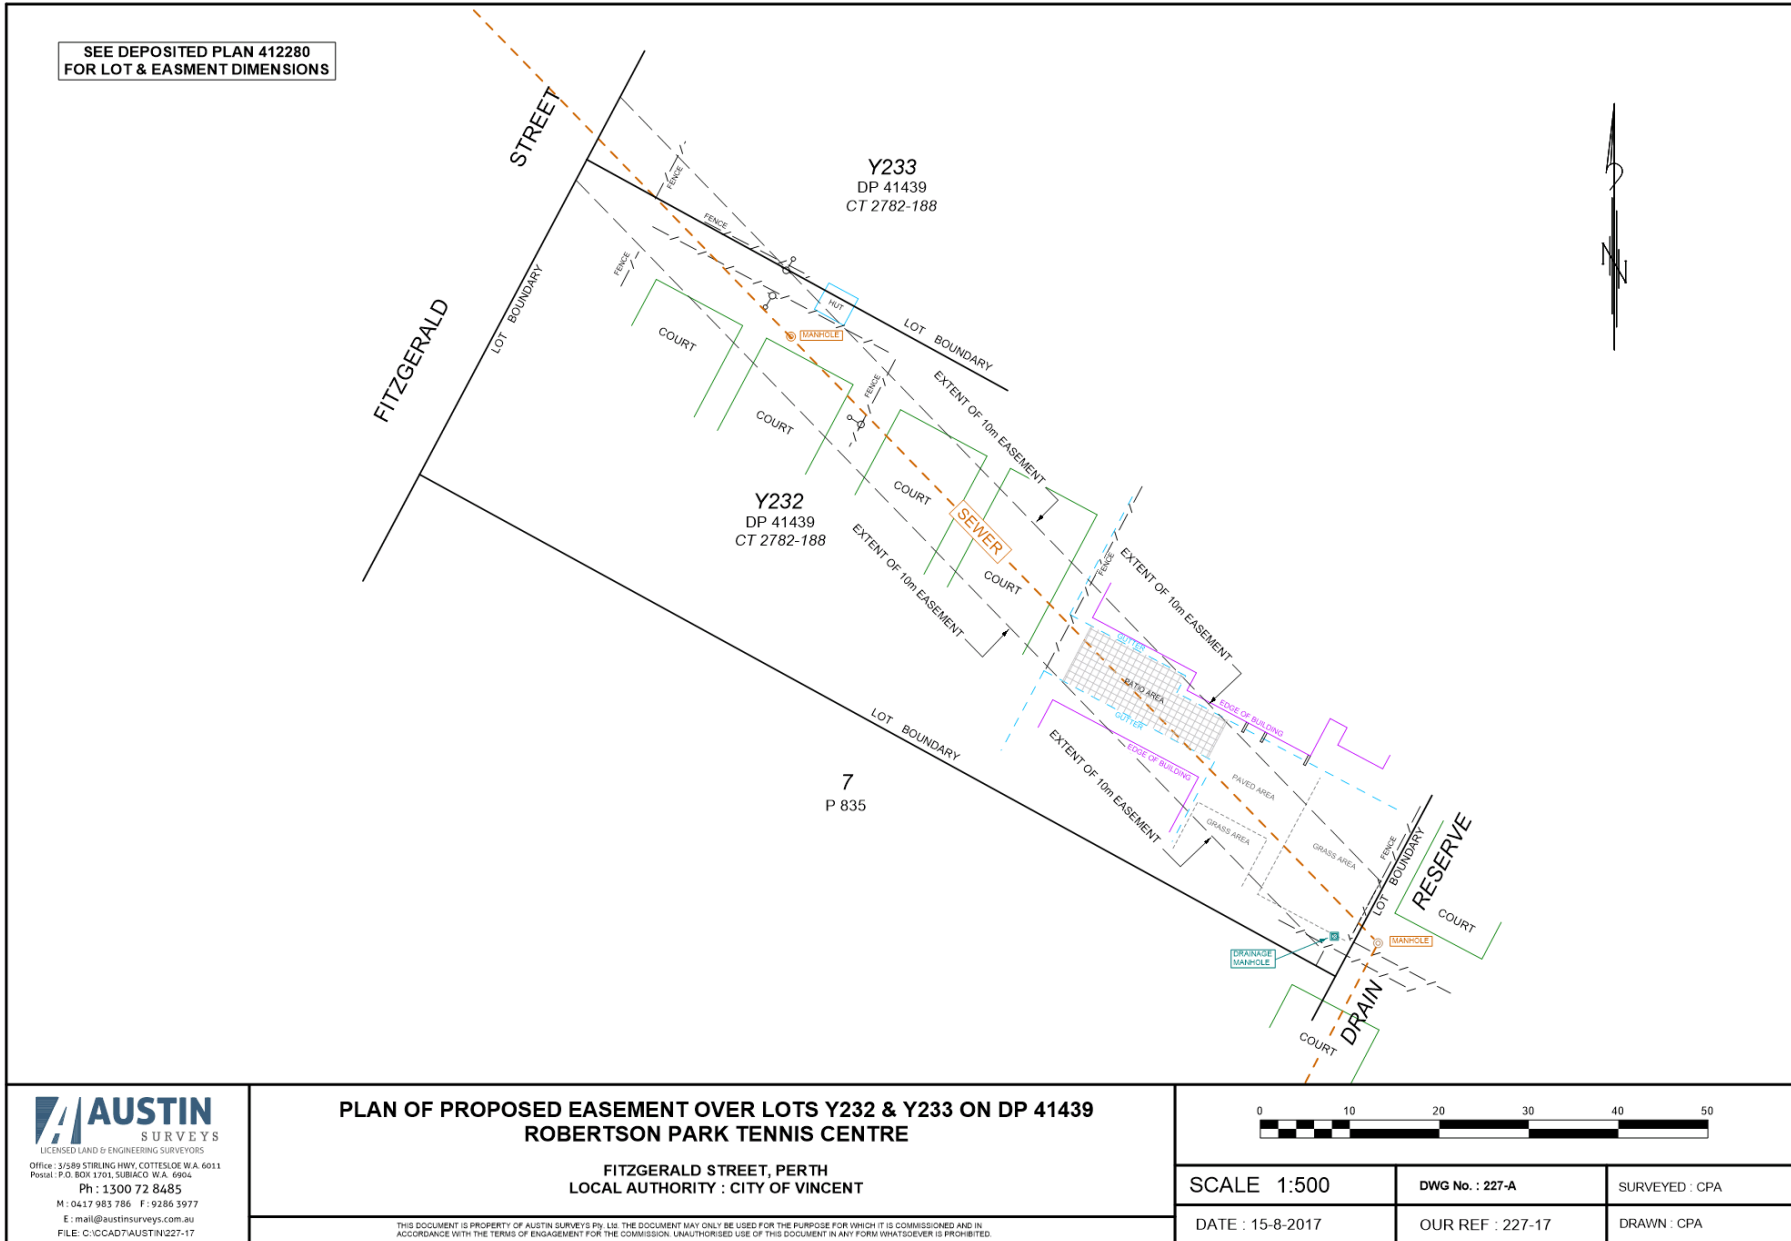 SEE DEPOSITED PLAN 412280
FOR LOT & EASMENT DIMENSIONS
STREET
FITZGERALD
LOT BOUNDARY
Y233
DP 41439
CT 2782-188
FENCE
FENCE
FENCE
HUT
MANHOLE
LOT BOUNDARY
COURT
COURT
FENCE
COURT
COURT
SEWER
EXTENT OF 10m EASEMENT
Y232
DP 41439
CT 2782-188
EXTENT OF 10m EASEMENT
FENCE
EXTENT OF 10m EASEMENT
GUTTER
PATIO AREA
GUTTER
EDGE OF BUILDING
EDGE OF BUILDING
EXTENT OF 10m EASEMENT
PAVED AREA
GRASS AREA
GRASS AREA
LOT BOUNDARY
7
P 835
FENCE
LOT BOUNDARY
RESERVE
COURT
MANHOLE
DRAINAGE
MANHOLE
DRAIN
COURT
N
AUSTIN
SURVEYS
LICENSED LAND & ENGINEERING SURVEYORS
Office : 3/589 STIRLING HWY, COTTESLOE W.A. 6011
Postal : P.O. BOX 1701, SUBIACO W.A. 6904
Ph : 1300 72 8485
M : 0417 983 786 F : 9286 3977
E : mail@austinsurveys.com.au
FILE: C:\CCAD7\AUSTIN\227-17
PLAN OF PROPOSED EASEMENT OVER LOTS Y232 & Y233 ON DP 41439
ROBERTSON PARK TENNIS CENTRE
FITZGERALD STREET, PERTH
LOCAL AUTHORITY : CITY OF VINCENT
THIS DOCUMENT IS PROPERTY OF AUSTIN SURVEYS Pty. Ltd. THE DOCUMENT MAY ONLY BE USED FOR THE PURPOSE FOR WHICH IT IS COMMISSIONED AND IN
ACCORDANCE WITH THE TERMS OF ENGAGEMENT FOR THE COMMISSION. UNAUTHORISED USE OF THIS DOCUMENT IN ANY FORM WHATSOEVER IS PROHIBITED.
0 10 20 30 40 50
SCALE 1:500
DWG No. : 227-A
SURVEYED : CPA
DATE : 15-8-2017
OUR REF : 227-17
DRAWN : CPA